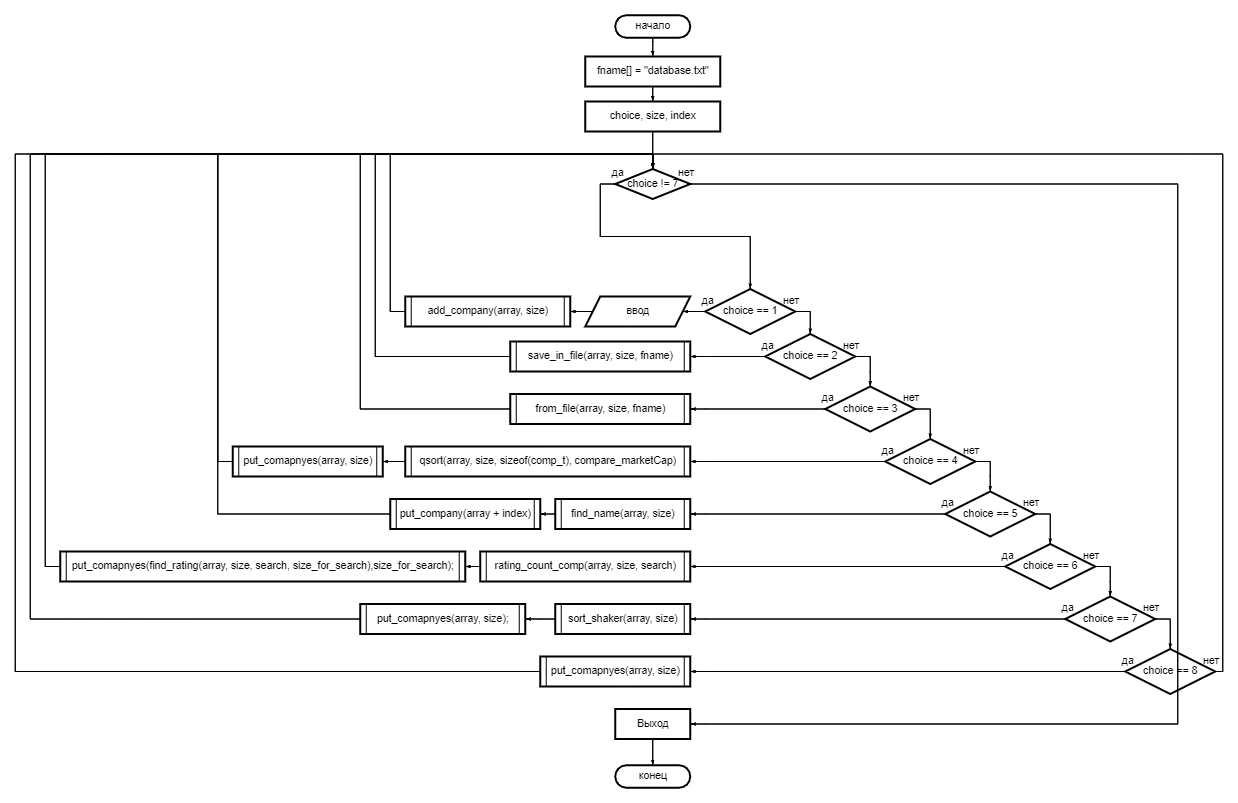 начало
fname[] = "database.txt"
choice, size, index
да
choice != 7
нет
add_company(array, size)
ввод
да
choice == 1
нет
save_in_file(array, size, fname)
да
choice == 2
нет
from_file(array, size, fname)
да
choice == 3
нет
put_comapnyes(array, size)
qsort(array, size, sizeof(comp_t), compare_marketCap)
да
choice == 4
нет
put_company(array + index)
find_name(array, size)
да
choice == 5
нет
put_comapnyes(find_rating(array, size, search, size_for_search),size_for_search);
rating_count_comp(array, size, search)
да
choice == 6
нет
put_comapnyes(array, size);
sort_shaker(array, size)
да
choice == 7
нет
put_comapnyes(array, size)
да
choice == 8
нет
Выход
конец